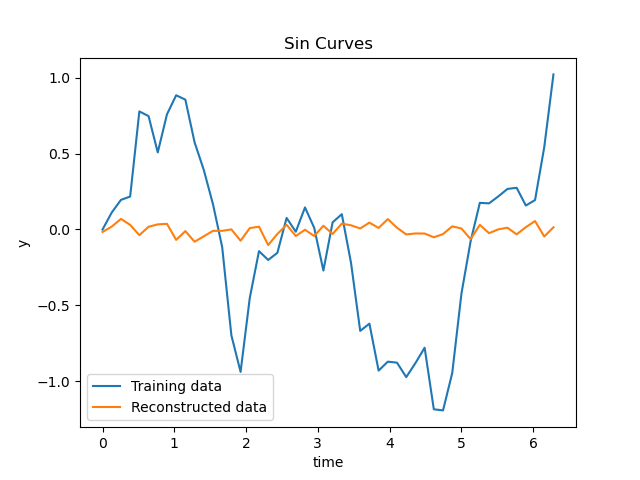 Sin Curves
y
1.0
0.5
0.0
−0.5
−1.0
Training data
Reconstructed data
0 1 2 3 4 5 6
time